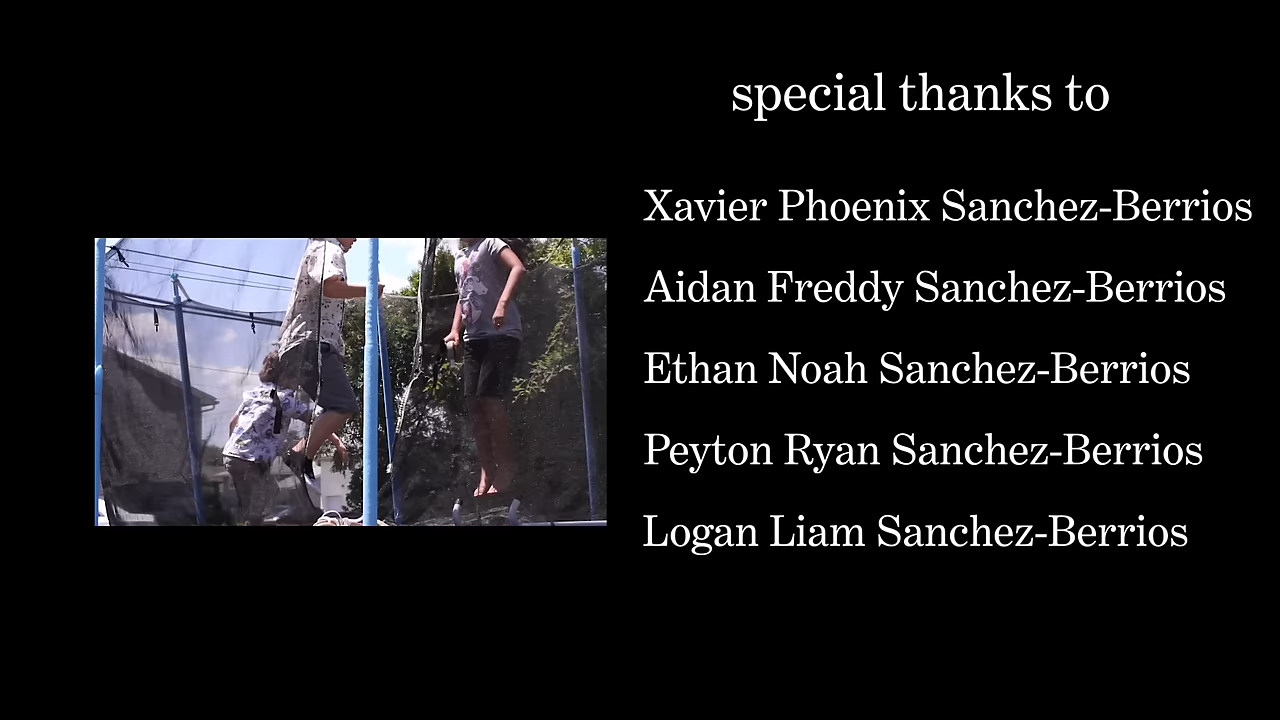 special thanks to
Xavier Phoenix Sanchez-Berrios
Aidan Freddy Sanchez-Berrios
Ethan Noah Sanchez-Berrios
Peyton Ryan Sanchez-Berrios
Logan Liam Sanchez-Berrios